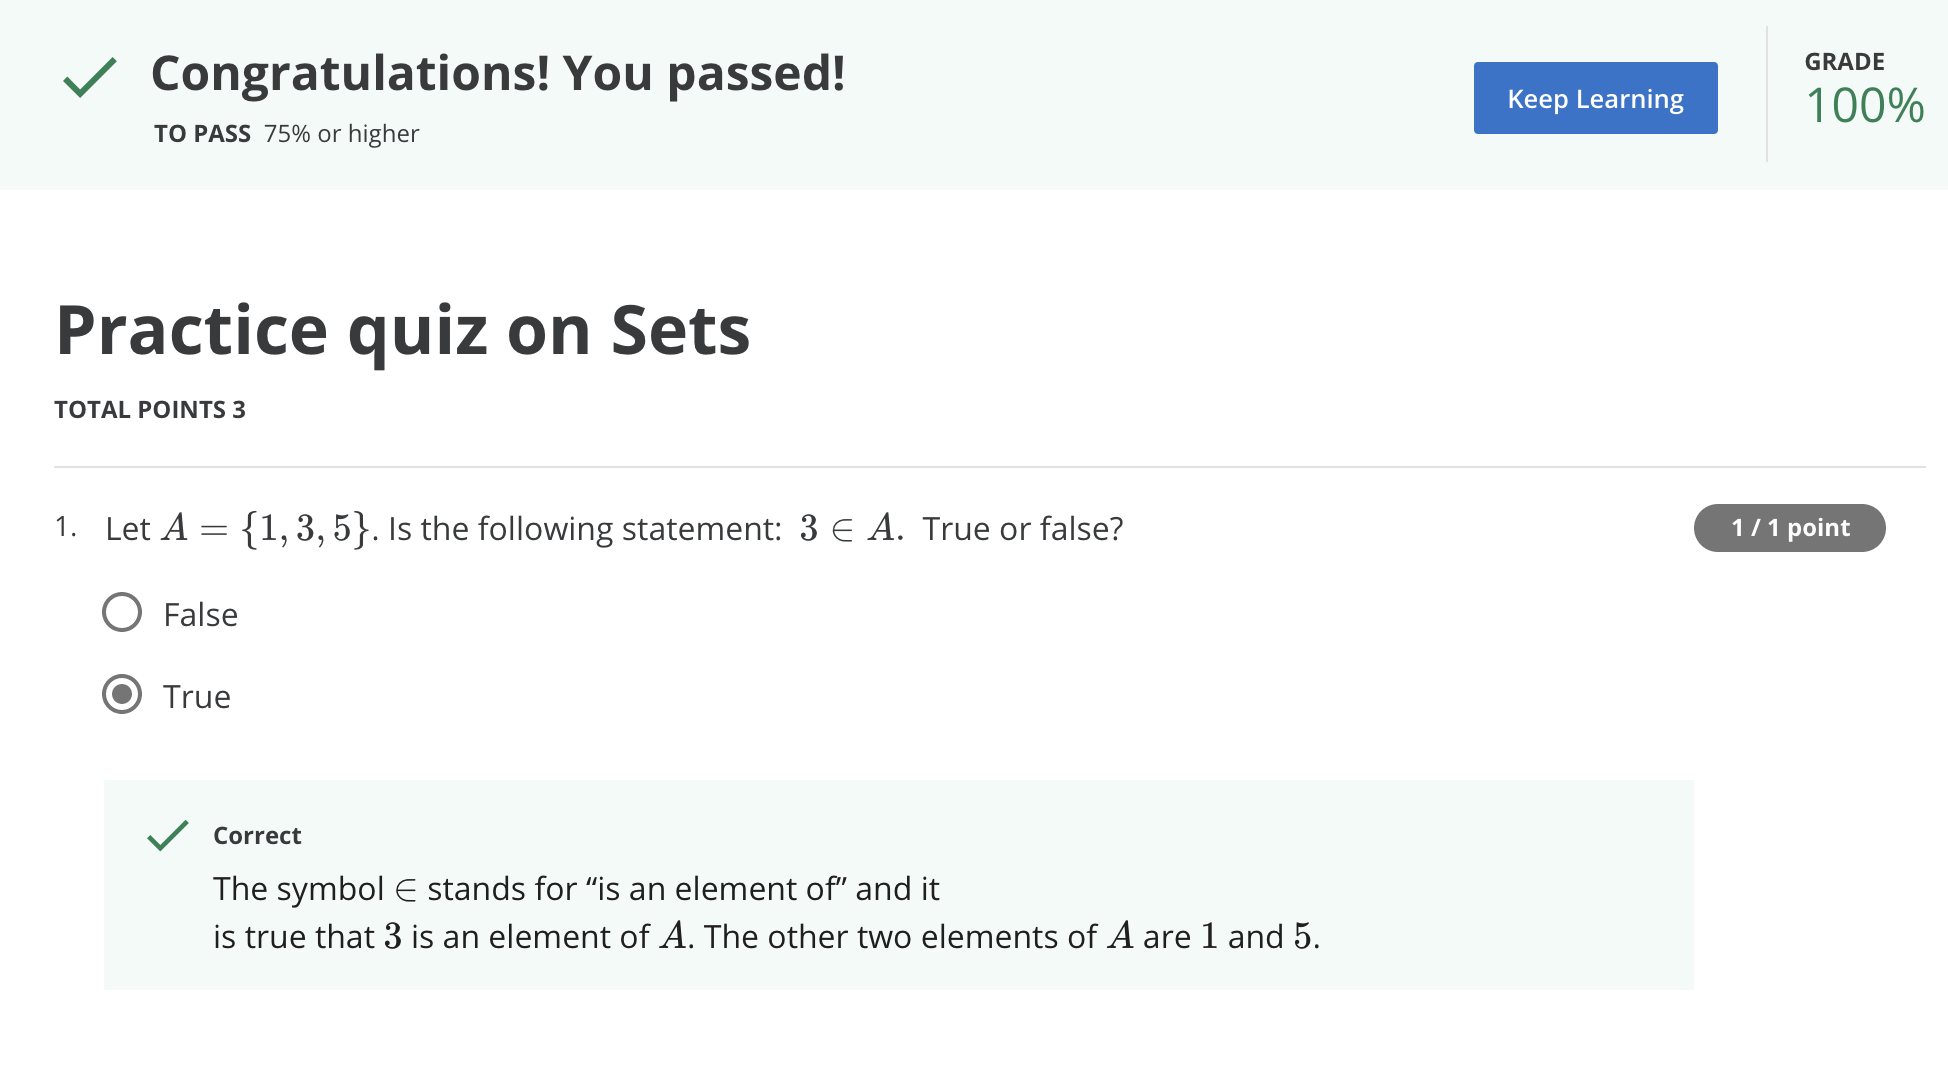 Congratulations! You passed!
TO PASS 75% or higher
Keep Learning
GRADE
100%
Practice quiz on Sets
TOTAL POINTS 3
1. Let A = {1, 3, 5}. Is the following statement: 3 ∈ A. True or false?
1 / 1 point
False
True
Correct
The symbol ∈ stands for “is an element of” and it
is true that 3 is an element of A. The other two elements of A are 1 and 5.